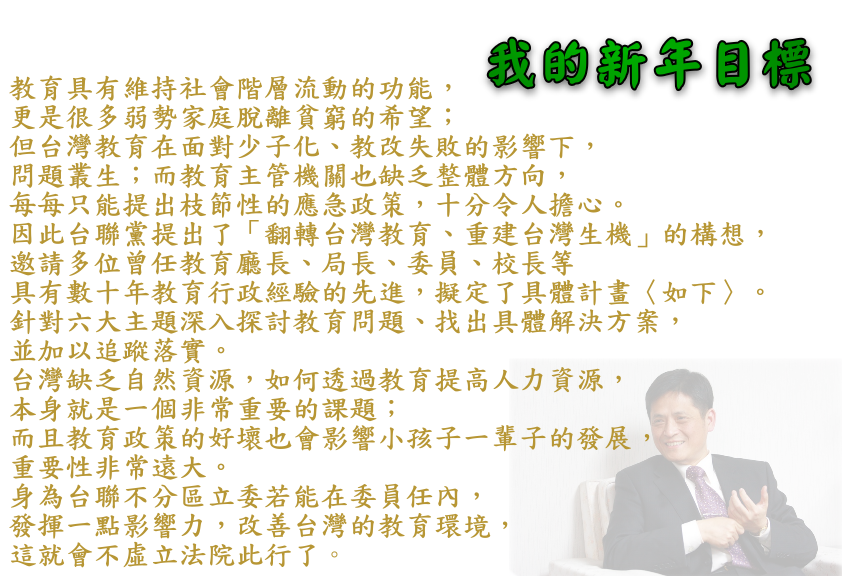 我的新年目標
教育具有維持社會階層流動的功能，
更是很多弱勢家庭脫離貧窮的希望；
但台灣教育在面對少子化、教改失敗的影響下，
問題叢生；而教育主管機關也缺乏整體方向，
每每只能提出枝節性的應急政策，十分令人擔心。
因此台聯黨提出了「翻轉台灣教育、重建台灣生機」的構想，
邀請多位曾任教育廳長、局長、委員、校長等
具有數十年教育行政經驗的先進，擬定了具體計畫〈如下〉。
針對六大主題深入探討教育問題、找出具體解決方案，
並加以追蹤落實。
台灣缺乏自然資源，如何透過教育提高人力資源，
本身就是一個非常重要的課題；
而且教育政策的好壞也會影響小孩子一輩子的發展，
重要性非常遠大。
身為台聯不分區立委若能在委員任內，
發揮一點影響力，改善台灣的教育環境，
這就會不虛立法院此行了。